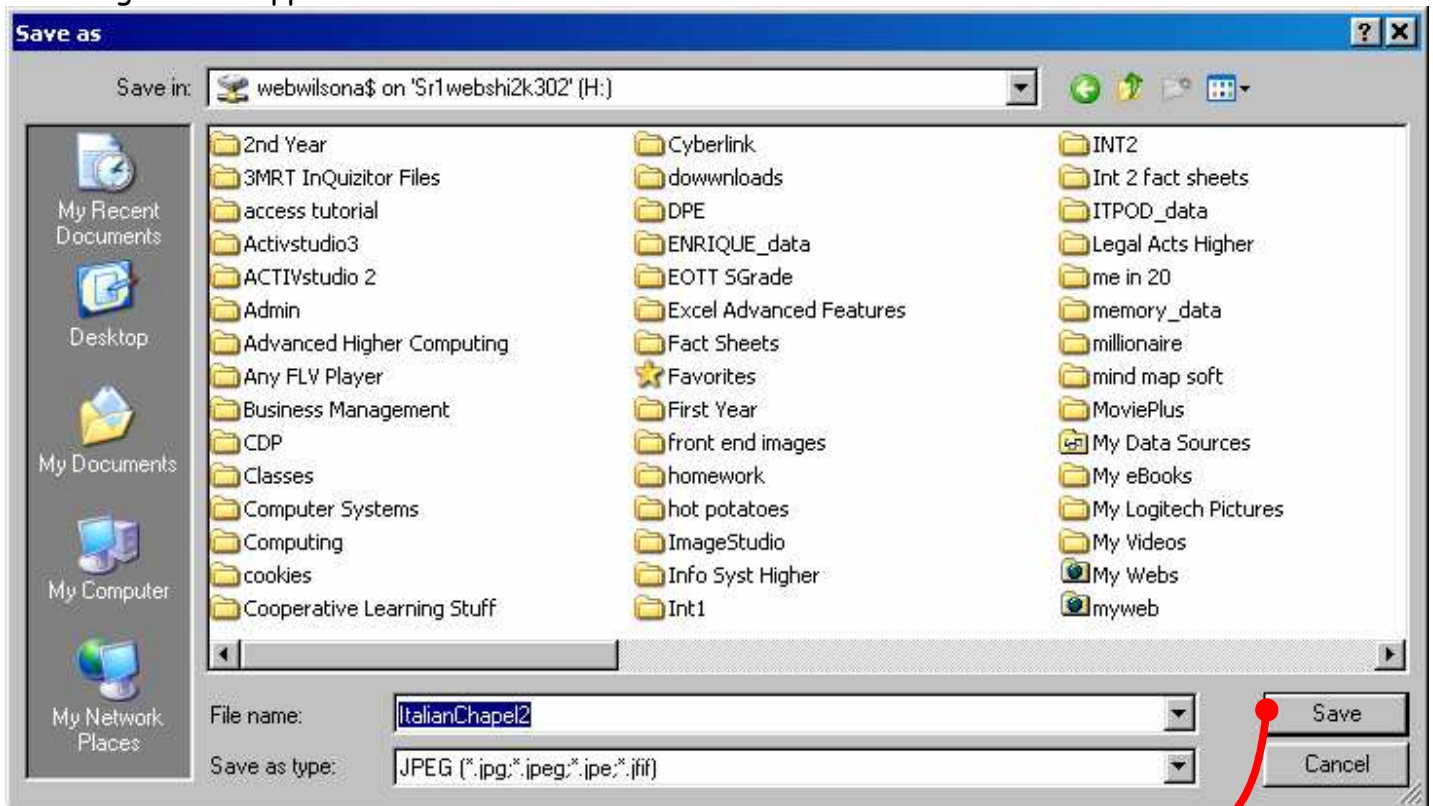 Save as
Save in: webwilsona$ on 'Sr1webshi2k302' (H:)
My Recent Documents
Desktop
My Documents
My Computer
My Network Places
2nd Year
3MRT InQuizitor Files
access tutorial
Activstudio3
ACTIVstudio 2
Admin
Advanced Higher Computing
Any FLV Player
Business Management
CDP
Classes
Computer Systems
Computing
cookies
Cooperative Learning Stuff
Cyberlink
dowwnloads
DPE
ENRIQUE_data
EOTT SGrade
Excel Advanced Features
Fact Sheets
Favorites
First Year
front end images
homework
hot potatoes
ImageStudio
Info Syst Higher
Int1
INT2
Int 2 fact sheets
ITPOD_data
Legal Acts Higher
me in 20
memory_data
millionaire
mind map soft
MoviePlus
My Data Sources
My eBooks
My Logitech Pictures
My Videos
My Webs
myweb
File name: ItalianChapel2
Save
Save as type: JPEG (*.jpg;*.jpeg;*.jpe;*.jfif)
Cancel